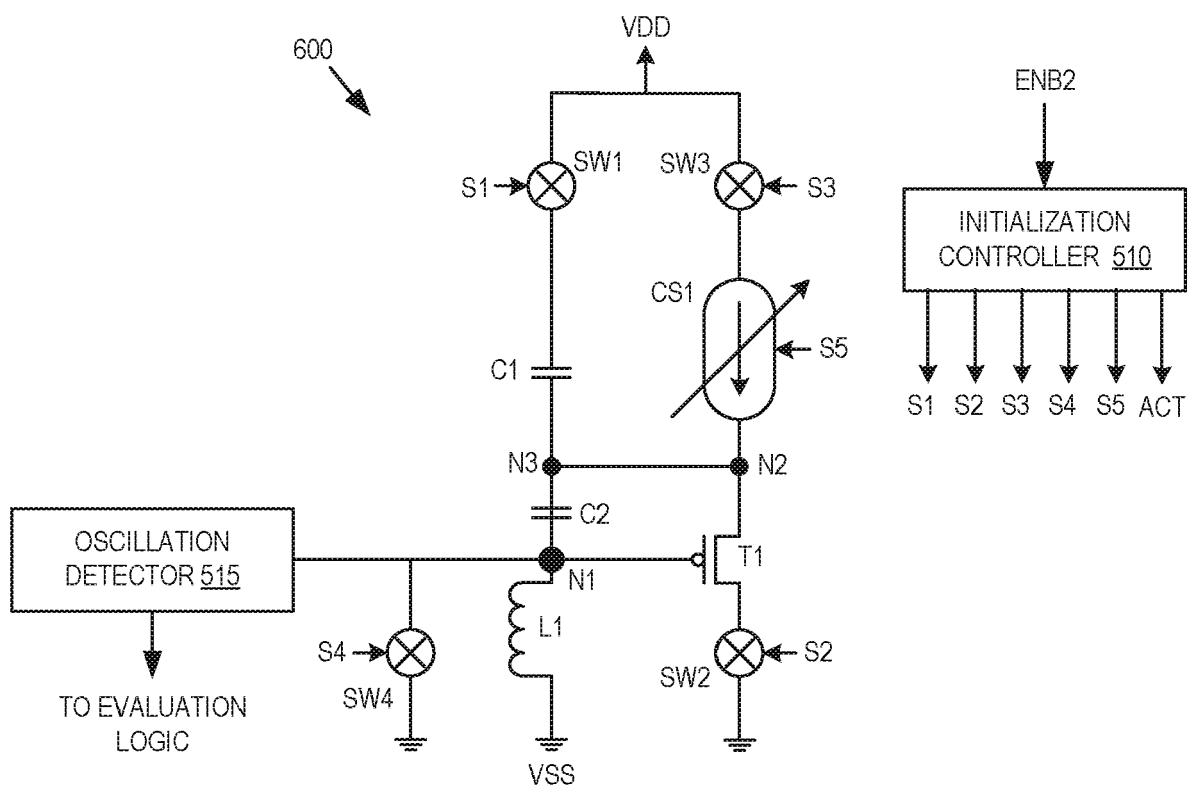 600
VDD
ENB2
SW1
SW3
S1
S3
INITIALIZATION
CONTROLLER 510
CS1
S5
C1
S1 S2 S3 S4 S5 ACT
N3
N2
C2
OSCILLATION
DETECTOR 515
T1
N1
L1
S4
S2
SW4
SW2
TO EVALUATION
LOGIC
VSS